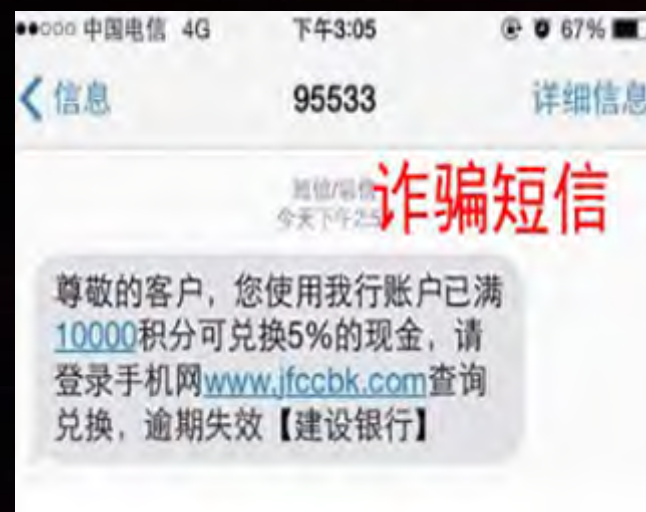 中国电信 4G 下午3:05 67%
信息 95533 详细信息
诈骗短信
今天下午2:5
尊敬的客户，您使用我行账户已满
10000积分可兑换5%的现金，请
登录手机网www.jfccbk.com查询
兑换，逾期失效【建设银行】